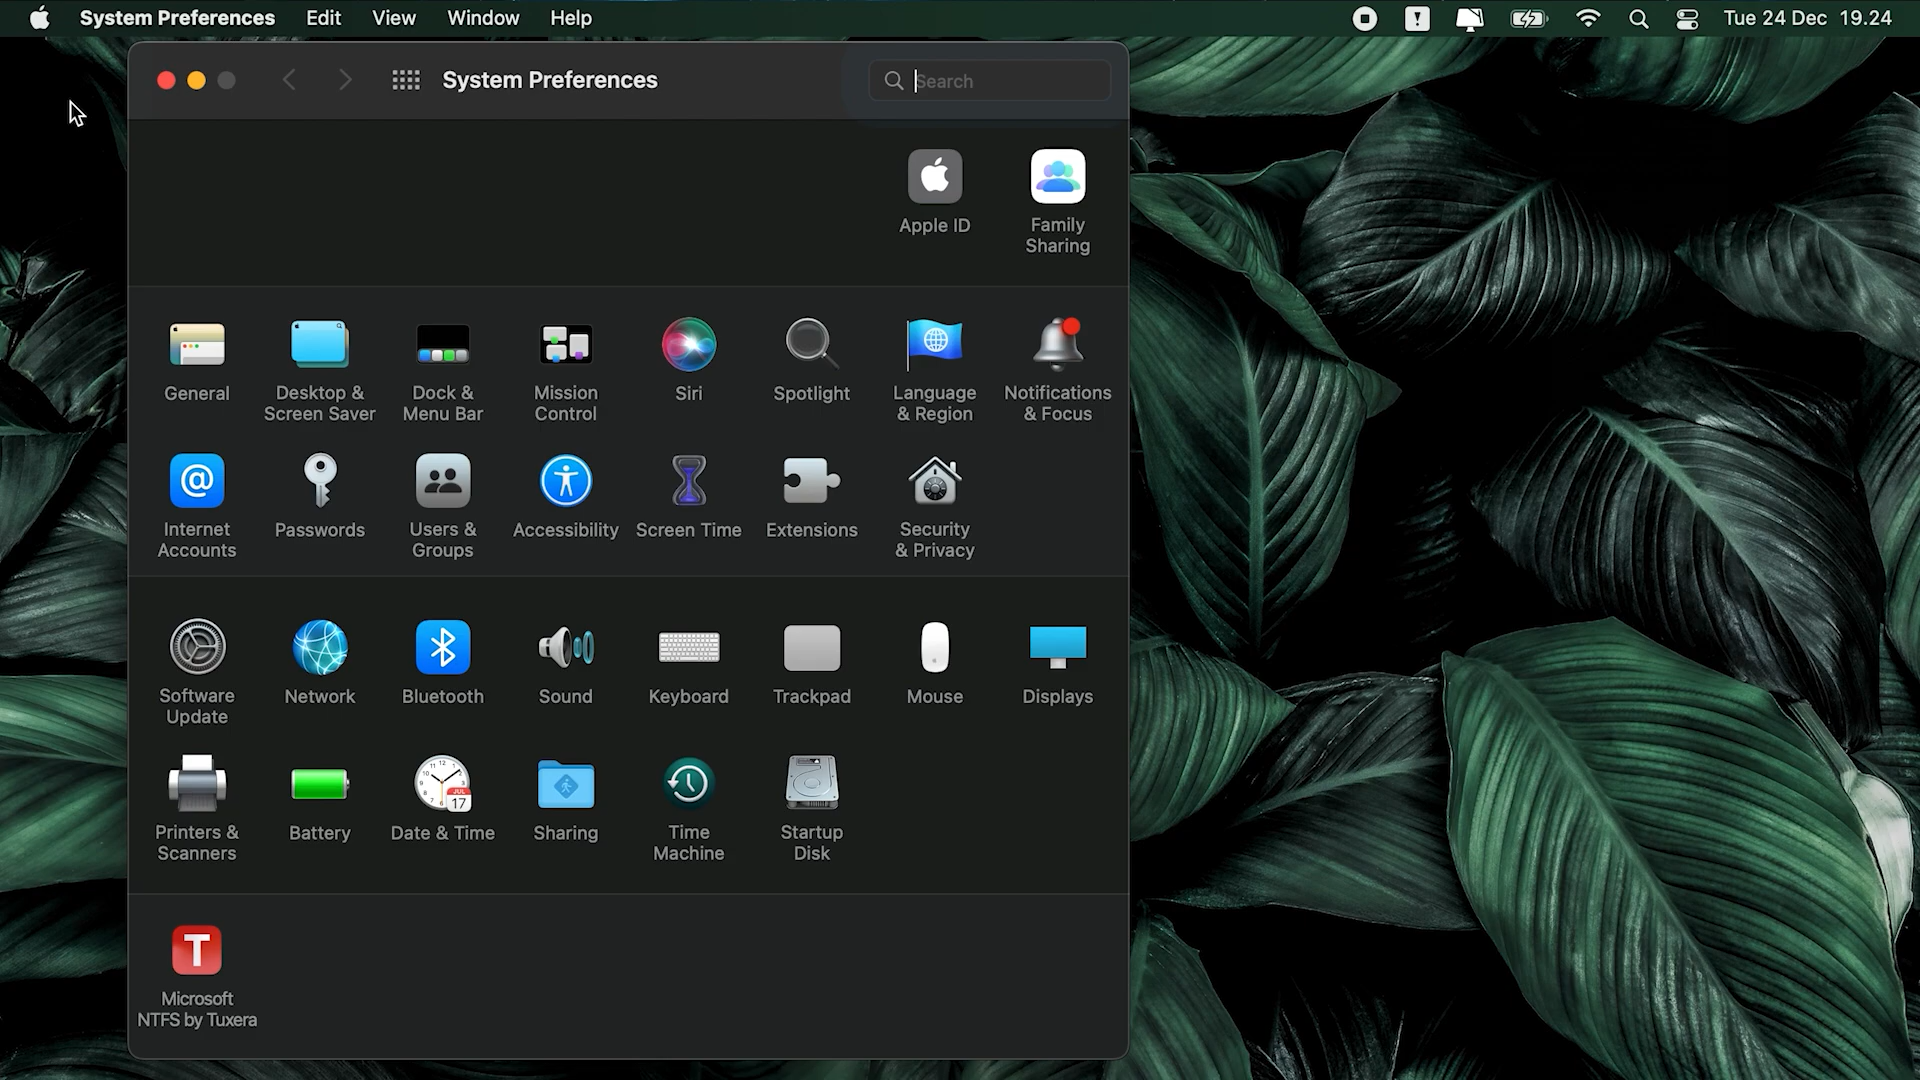 System Preferences Edit View Window Help Tue 24 Dec 19.24
System Preferences Search
Apple ID
Family
Sharing
General
Desktop &
Screen Saver
Dock &
Menu Bar
Mission
Control
Siri
Spotlight
Language
& Region
Notifications
& Focus
Internet
Accounts
Passwords
Users &
Groups
Accessibility
Screen Time
Extensions
Security
& Privacy
Software
Update
Network
Bluetooth
Sound
Keyboard
Trackpad
Mouse
Displays
Printers &
Scanners
Battery
JUL
17
Date & Time
Sharing
Time
Machine
Startup
Disk
T
Microsoft
NTFS by Tuxera